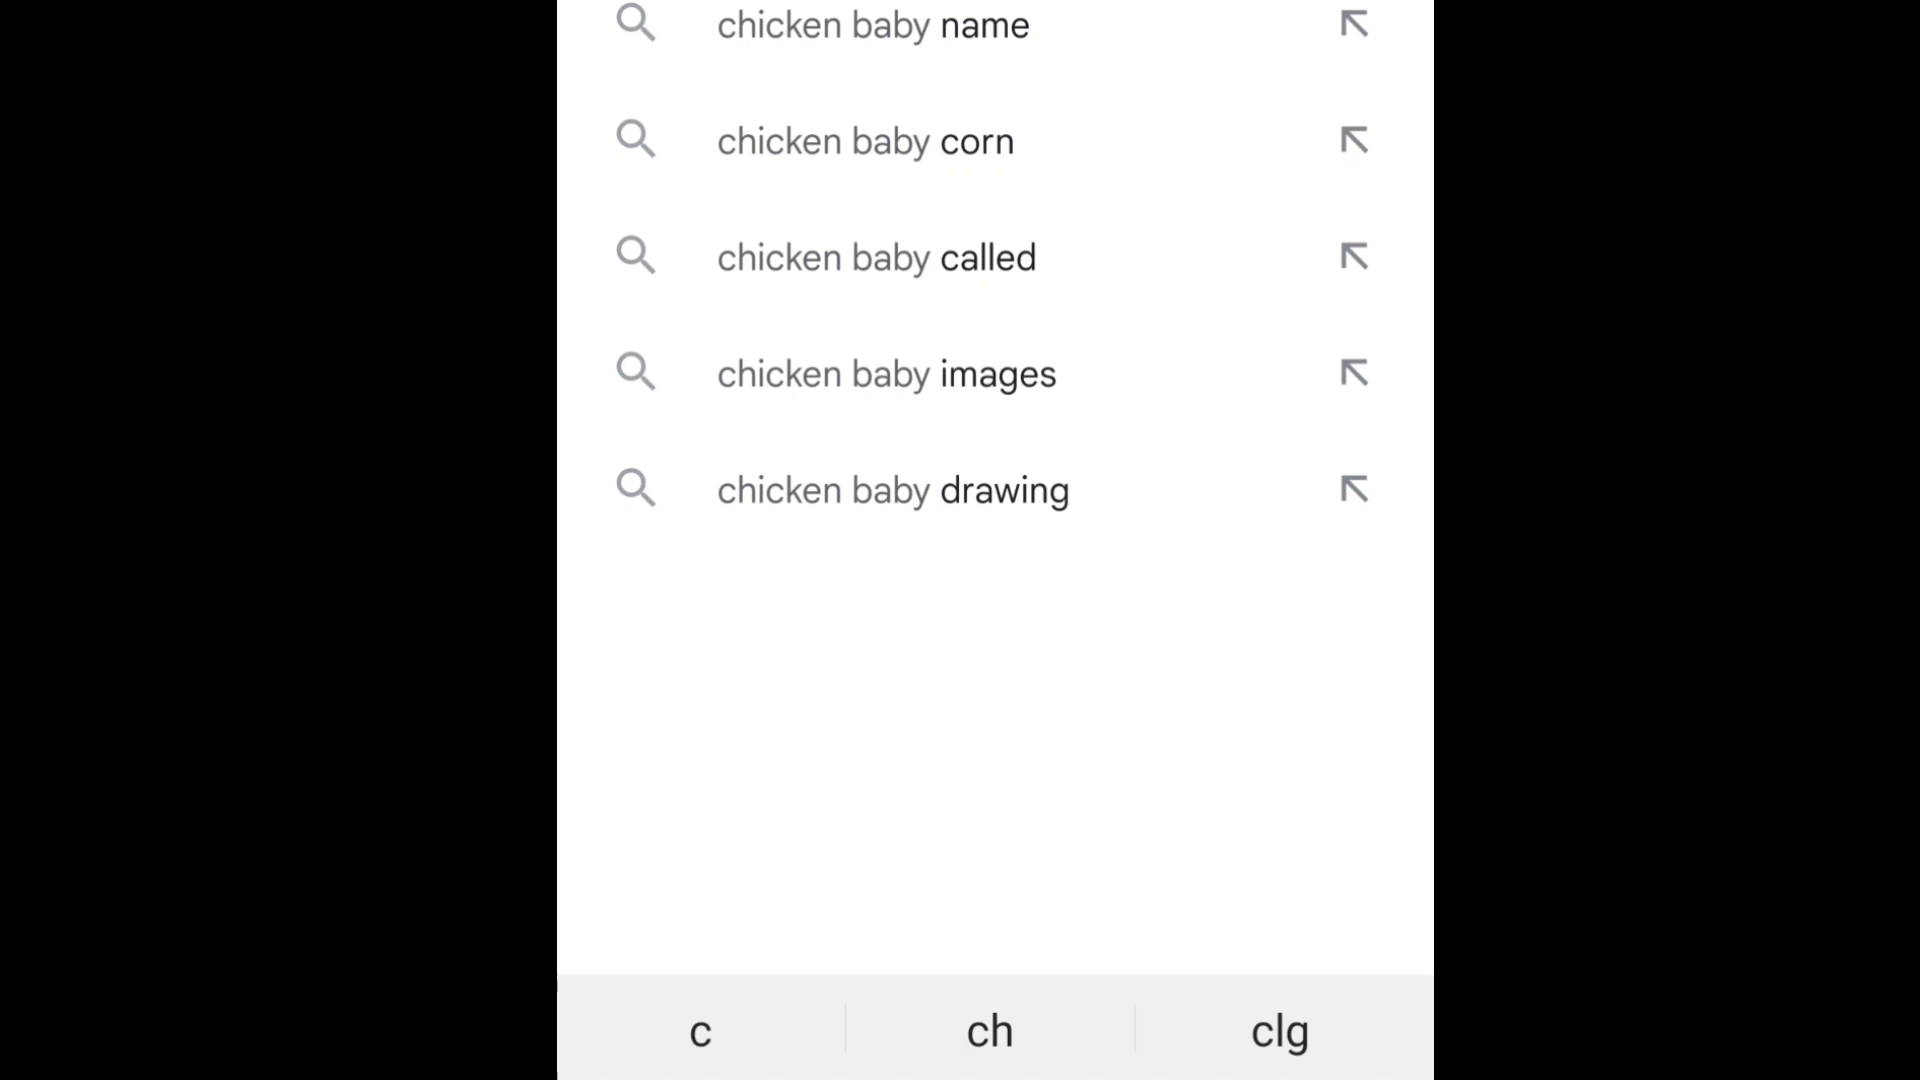 chicken baby name
chicken baby corn
chicken baby called
chicken baby images
chicken baby drawing
c ch clg